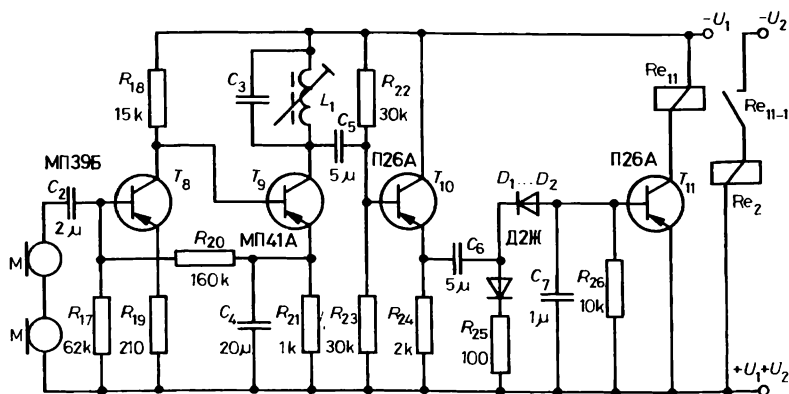 -U₁
-U₂
R₁₈
15k
C₃
L₁
R₂₂
30k
Re₁₁
Re₁₁₋₁
МП39Б
C₅
5μ
П26А
П26А
C₂
2μ
T₈
T₉
T₁₀
D₁...D₂
T₁₁
Re₂
МП41А
Д2Ж
M
R₂₀
160k
C₆
5μ
M
R₁₇
62k
R₁₉
210
C₄
20μ
R₂₁
1k
R₂₃
30k
R₂₄
2k
R₂₅
100
C₇
1μ
R₂₆
10k
+U₁+U₂